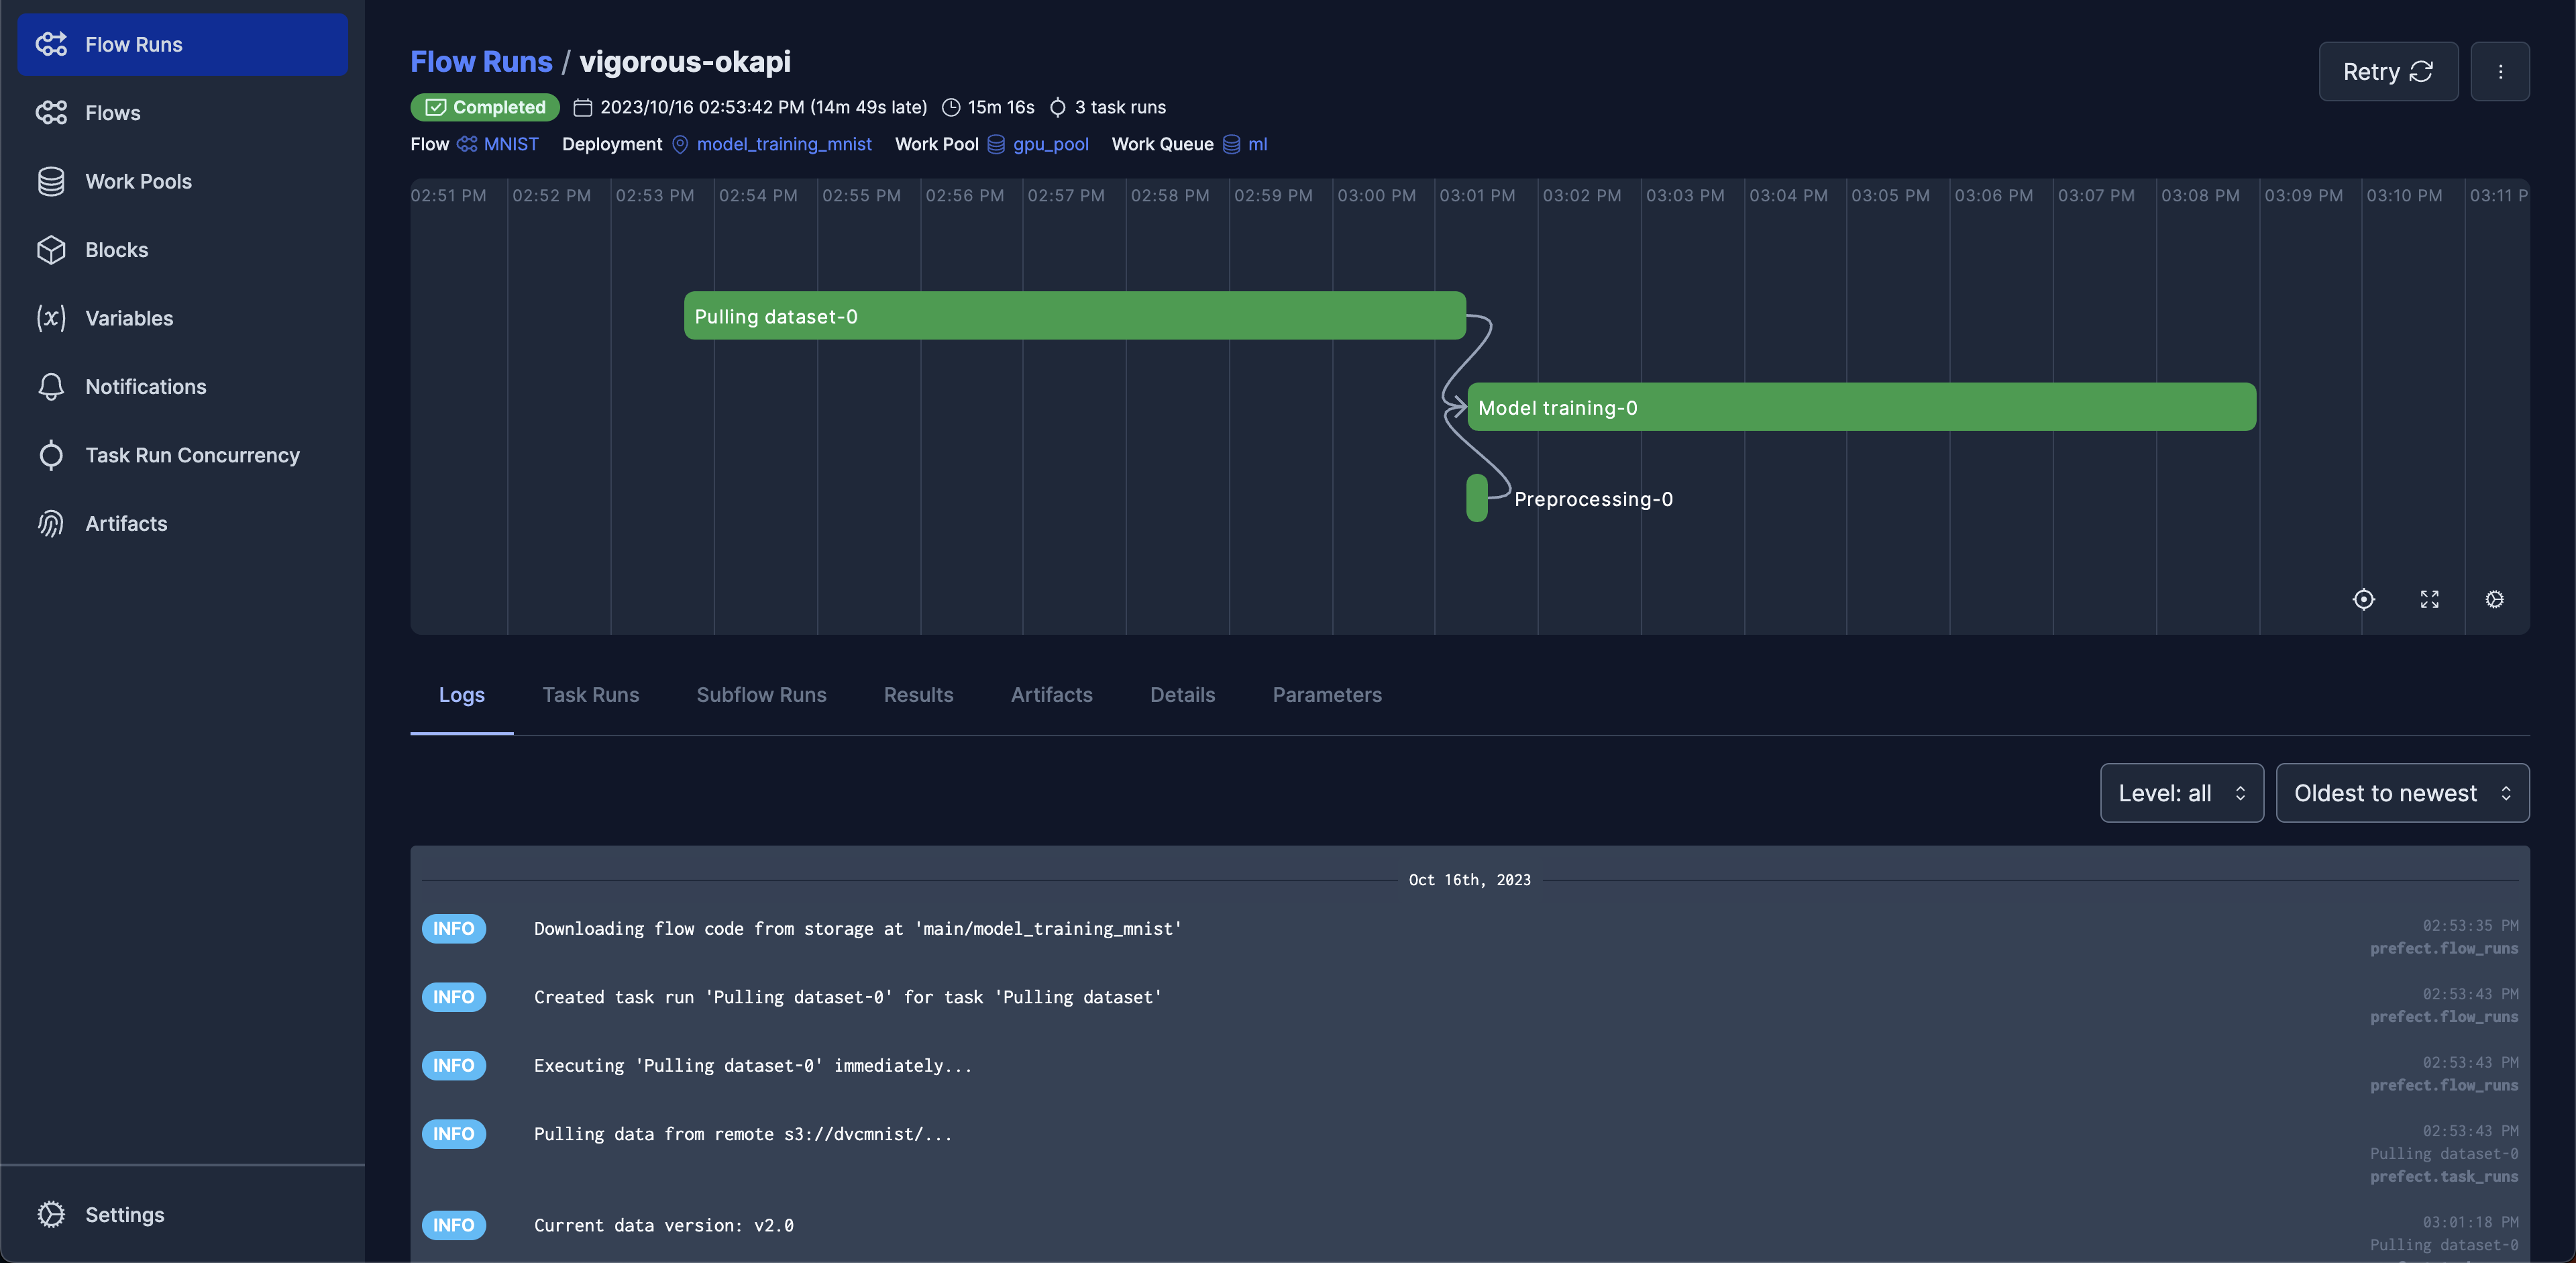 Flow Runs
Flows
Work Pools
Blocks
Variables
Notifications
Task Run Concurrency
Artifacts
Settings
Flow Runs / vigorous-okapi
Retry
Completed 2023/10/16 02:53:42 PM (14m 49s late) 15m 16s 3 task runs
Flow MNIST Deployment model_training_mnist Work Pool gpu_pool Work Queue ml
02:51 PM 02:52 PM 02:53 PM 02:54 PM 02:55 PM 02:56 PM 02:57 PM 02:58 PM 02:59 PM 03:00 PM 03:01 PM 03:02 PM 03:03 PM 03:04 PM 03:05 PM 03:06 PM 03:07 PM 03:08 PM 03:09 PM 03:10 PM 03:11 P
Pulling dataset-0
Model training-0
Preprocessing-0
Logs Task Runs Subflow Runs Results Artifacts Details Parameters
Level: all Oldest to newest
Oct 16th, 2023
INFO Downloading flow code from storage at 'main/model_training_mnist' 02:53:35 PM
prefect.flow_runs
INFO Created task run 'Pulling dataset-0' for task 'Pulling dataset' 02:53:43 PM
prefect.flow_runs
INFO Executing 'Pulling dataset-0' immediately... 02:53:43 PM
prefect.flow_runs
INFO Pulling data from remote s3://dvcmnist/... 02:53:43 PM
Pulling dataset-0
prefect.task_runs
INFO Current data version: v2.0 03:01:18 PM
Pulling dataset-0